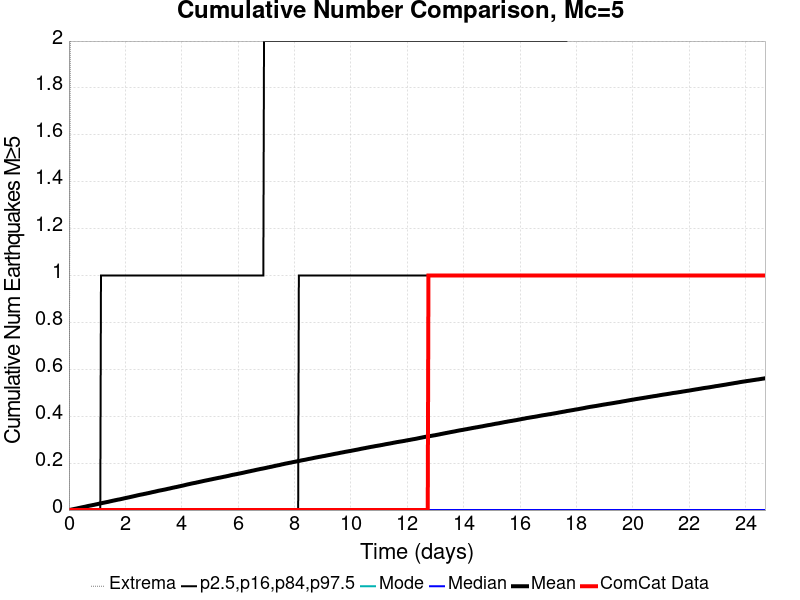 Cumulative Number Comparison, Mc=5
Cumulative Num Earthquakes M≥5
2
1.8
1.6
1.4
1.2
1
0.8
0.6
0.4
0.2
0
0 2 4 6 8 10 12 14 16 18 20 22 24
Time (days)
Extrema p2.5,p16,p84,p97.5 Mode Median Mean ComCat Data